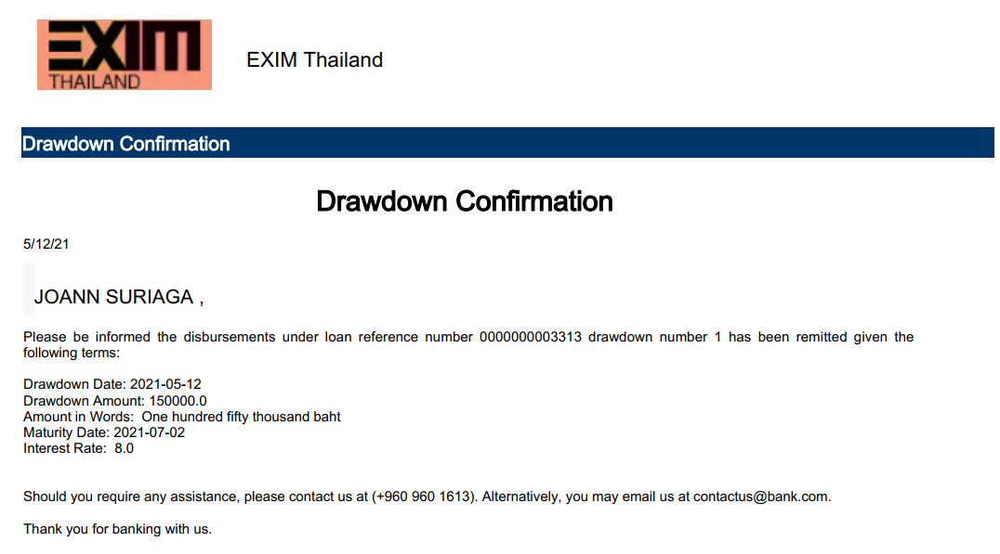 EXIM
THAILAND
EXIM Thailand
Drawdown Confirmation
Drawdown Confirmation
5/12/21
JOANN SURIAGA ,
Please be informed the disbursements under loan reference number 0000000003313 drawdown number 1 has been remitted given the
following terms:
Drawdown Date: 2021-05-12
Drawdown Amount: 150000.0
Amount in Words:  One hundred fifty thousand baht
Maturity Date: 2021-07-02
Interest Rate:  8.0
Should you require any assistance, please contact us at (+960 960 1613). Alternatively, you may email us at contactus@bank.com.
Thank you for banking with us.